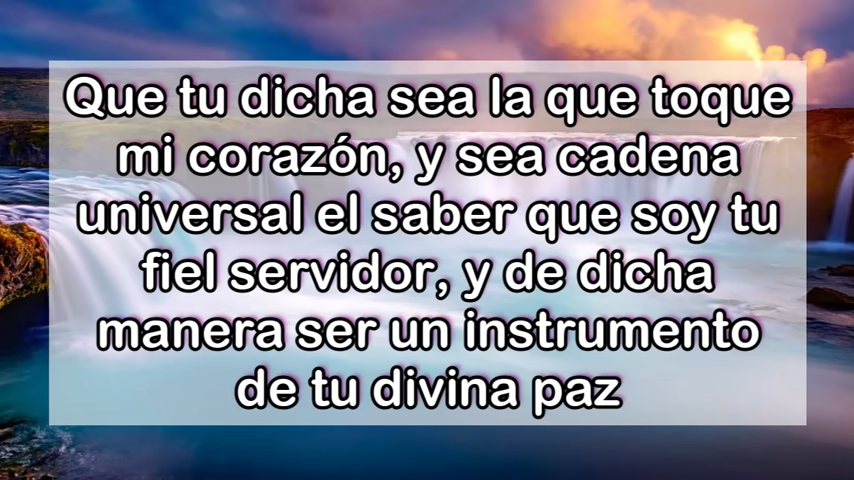 Que tu dicha sea la que toque
mi corazón, y sea cadena
universal el saber que soy tu
fiel servidor, y de dicha
manera ser un instrumento
de tu divina paz